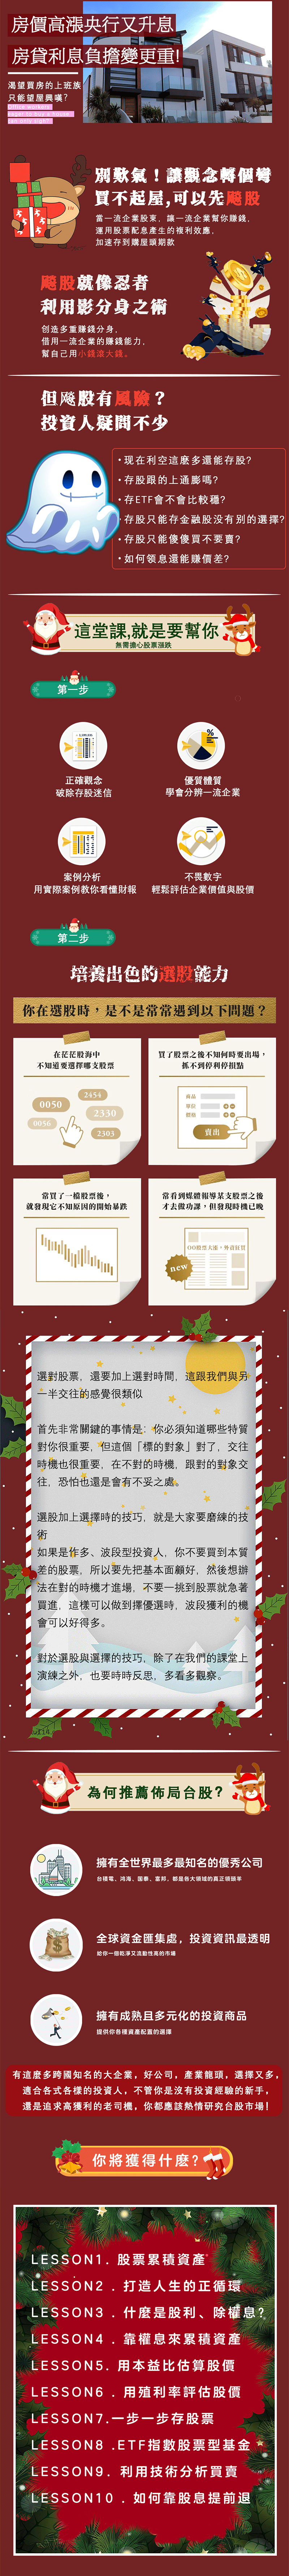 房價高漲央行又升息
房貸利息負擔變更重!
渴望買房的上班族
只能望屋興嘆?
Office workers
eager to buy a house
can only sigh?
別歎氣！讓觀念轉個彎
買不起屋,可以先飏股
當一流企業股東，讓一流企業幫你賺錢，
運用股票配息產生的複利效應，
加速存到購屋頭期款
飏股就像忍者
利用影分身之術
創造多重賺錢分身，
借用一流企業的賺錢能力，
幫自己用小錢滾大錢。
但飏股有風險？
投資人疑問不少
•現在利空這麼多還能存股?
•存股跟的上通膨嗎?
•存ETF會不會比較穩?
存股只能存金融股没有別的選擇?
•存股只能傻傻買不要賣?
•如何領息還能賺價差?
這堂課,就是要幫你
無需擔心股票漲跌
第一步
正確觀念
破除存股迷信
%
優質體質
學會分辨一流企業
案例分析
用實際案例教你看懂財報
不畏數字
輕鬆評估企業價值與股價
第二步
培養出色的選股能力
你在選股時，是不是常常遇到以下問題？
在茫茫股海中
不知道要選擇哪支股票
2454
0050
2330
0056
2303
買了股票之後不知何時要出場，
抓不到停利停損點
商品
單位
價格
賣出
常買了一檔股票後，
就發現它不知原因的開始暴跌
常看到媒體報導某支股票之後
才去做功課，但發現時機已晚
OO股票大漲，外資狂買
new
選對股票，還要加上選對時間，這跟我們與另
一半交往的感覺很類似
首先非常關鍵的事情是：你必須知道哪些特質
對你很重要，但這個「標的對象」對了，交往
時機也很重要，在不對的時機，跟對的對象交
往，恐怕也還是會有不妥之處。
選股加上選擇時的技巧，就是大家要磨練的技
術
如果是作多、波段型投資人，你不要買到本質
差的股票，所以要先把基本面顧好，然後想辦
法在對的時機才進場，不要一挑到股票就急著
買進，這樣可以做到擇優選時，波段獲利的機
會可以好得多。
對於選股與選擇的技巧，除了在我們的課堂上
演練之外，也要時時反思，多看多觀察。
為何推薦佈局台股?
擁有全世界最多最知名的優秀公司
台積電、鴻海、國泰、富邦，都是各大領域的真正領頭羊
全球資金匯集處，投資資訊最透明
給你一個乾淨又流動性高的市場
擁有成熟且多元化的投資商品
提供你各種資產配置的選擇
有這麼多跨國知名的大企業，好公司，產業龍頭，選擇又多，
適合各式各樣的投資人，不管你是沒有投資經驗的新手，
還是追求高獲利的老司機，你都應該熱情研究台股市場！
你將獲得什麼?
LESSON1. 股票累積資產
LESSON2 . 打造人生的正循環
LESSON3 . 什麼是股利、除權息?
LESSON4 . 靠權息來累積資產
LESSON5. 用本益比估算股價
LESSON6 . 用殖利率評估股價
LESSON7.一步一步存股票
LESSON8 .ETF指數股票型基金
LESSON9. 利用技術分析買賣
LESSON10 . 如何靠股息提前退